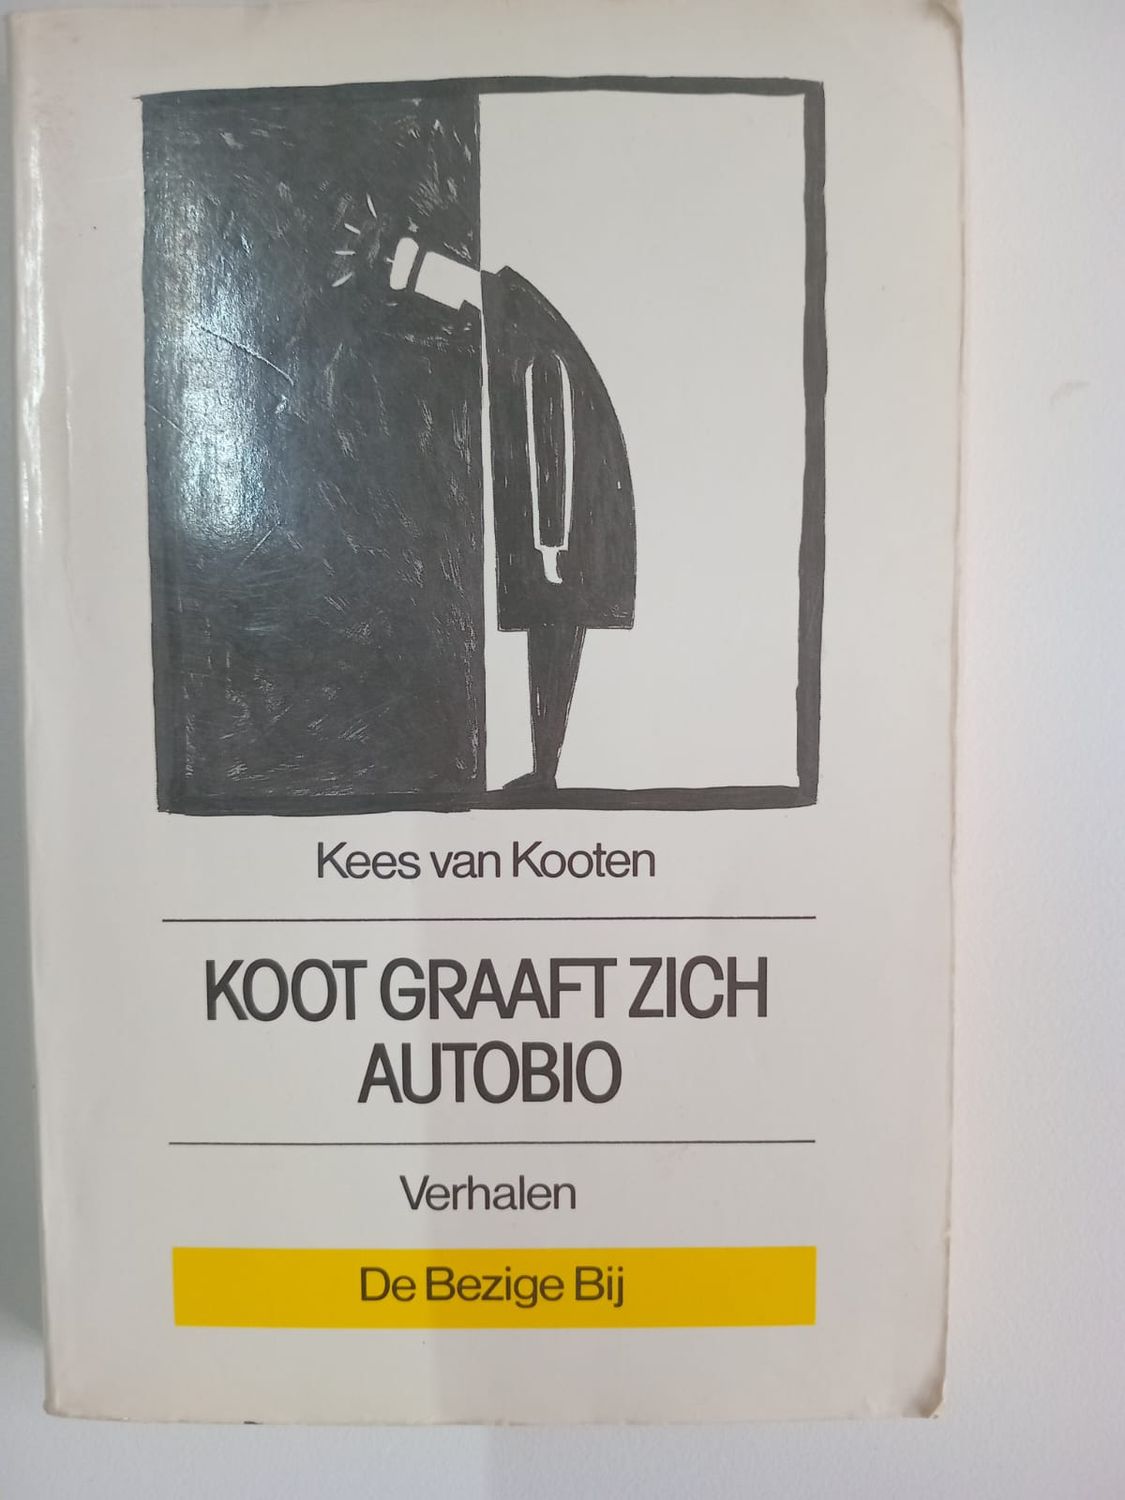 Kees van Kooten
KOOT GRAAFT ZICH
AUTOBIO
Verhalen
De Bezige Bij